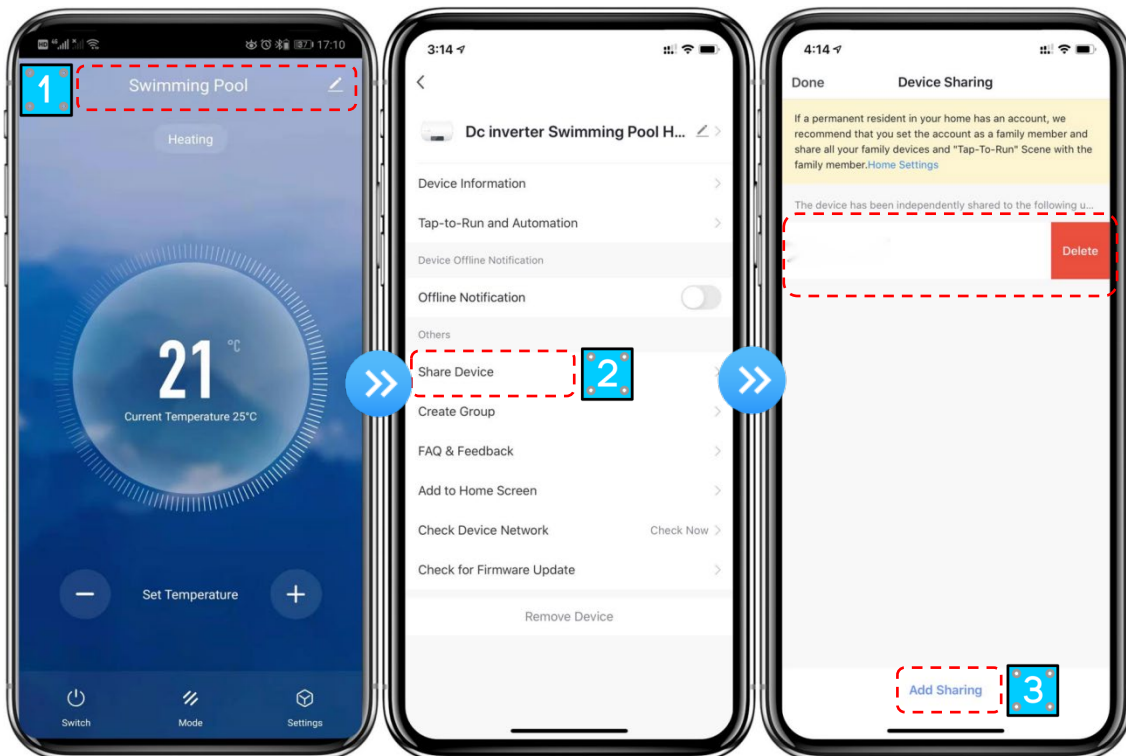 HD 4G 87 17:10
1
Swimming Pool
Heating
21 °C
Current Temperature 25°C
Set Temperature
Switch
Mode
Settings
3:14
Dc inverter Swimming Pool H...
Device Information
Tap-to-Run and Automation
Device Offline Notification
Offline Notification
Others
Share Device
2
Create Group
FAQ & Feedback
Add to Home Screen
Check Device Network Check Now
Check for Firmware Update
Remove Device
4:14
Done Device Sharing
If a permanent resident in your home has an account, we
recommend that you set the account as a family member and
share all your family devices and "Tap-To-Run" Scene with the
family member.Home Settings
The device has been independently shared to the following u...
Delete
Add Sharing
3